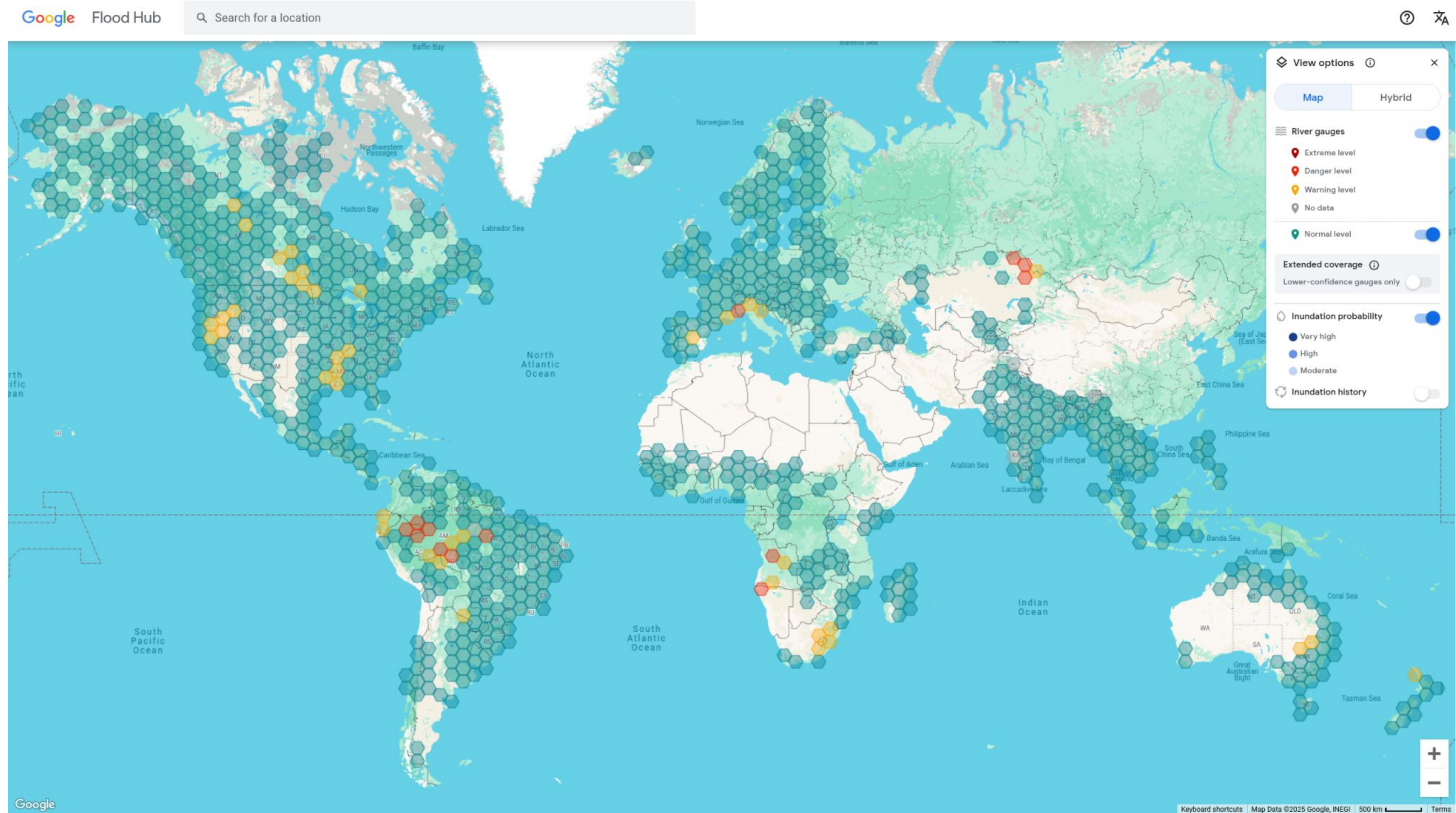 Google Flood Hub
Search for a location
View options
Map
Hybrid
River gauges
Extreme level
Danger level
Warning level
No data
Normal level
Extended coverage
Lower-confidence gauges only
Inundation probability
Very high
High
Moderate
Inundation history
Baffin Bay
Norwegian Sea
Northwestern
Passages
Hudson Bay
Labrador Sea
North
Atlantic
Ocean
East China Sea
HI
Philippine Sea
Caribbean Sea
Gulf of Aden
Arabian Sea
Bay of Bengal
South
China Sea
Laccadive Sea
Gulf of Guinea
AM
Banda Sea
Arafura Sea
Indian
Ocean
NT
Coral Sea
QLD
South
Pacific
Ocean
South
Atlantic
Ocean
WA
SA
Great
Australian
Bight
Tasman Sea
Google
Keyboard shortcuts
Map Data ©2025 Google, INEGI
500 km
Terms